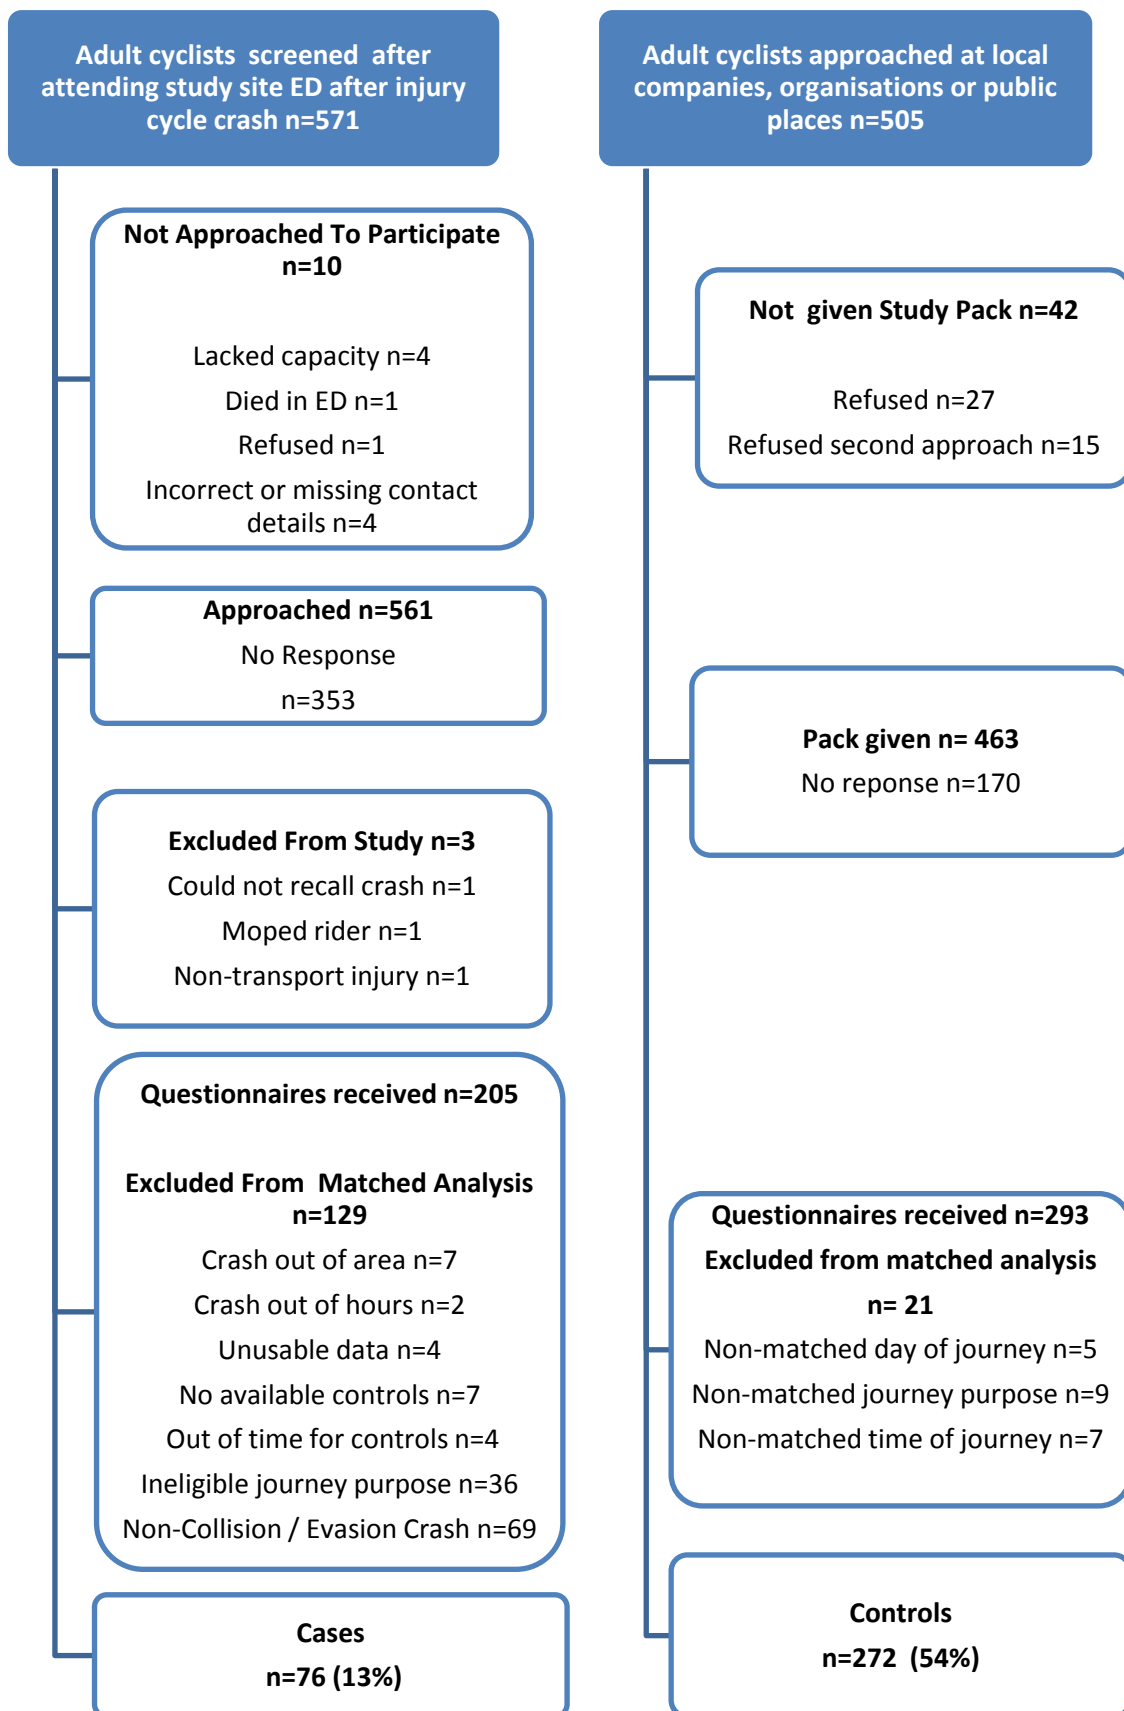 Adult cyclists screened after
attending study site ED after injury
cycle crash n=571
Not Approached To Participate
n=10
Lacked capacity n=4
Died in ED n=1
Refused n=1
Incorrect or missing contact
details n=4
Approached n=561
No Response
n=353
Excluded From Study n=3
Could not recall crash n=1
Moped rider n=1
Non-transport injury n=1
Questionnaires received n=205
Excluded From Matched Analysis
n=129
Crash out of area n=7
Crash out of hours n=2
Unusable data n=4
No available controls n=7
Out of time for controls n=4
Ineligible journey purpose n=36
Non-Collision / Evasion Crash n=69
Cases
n=76 (13%)
Adult cyclists approached at local
companies, organisations or public
places n=505
Not given Study Pack n=42
Refused n=27
Refused second approach n=15
Pack given n= 463
No reponse n=170
Questionnaires received n=293
Excluded from matched analysis
n= 21
Non-matched day of journey n=5
Non-matched journey purpose n=9
Non-matched time of journey n=7
Controls
n=272 (54%)